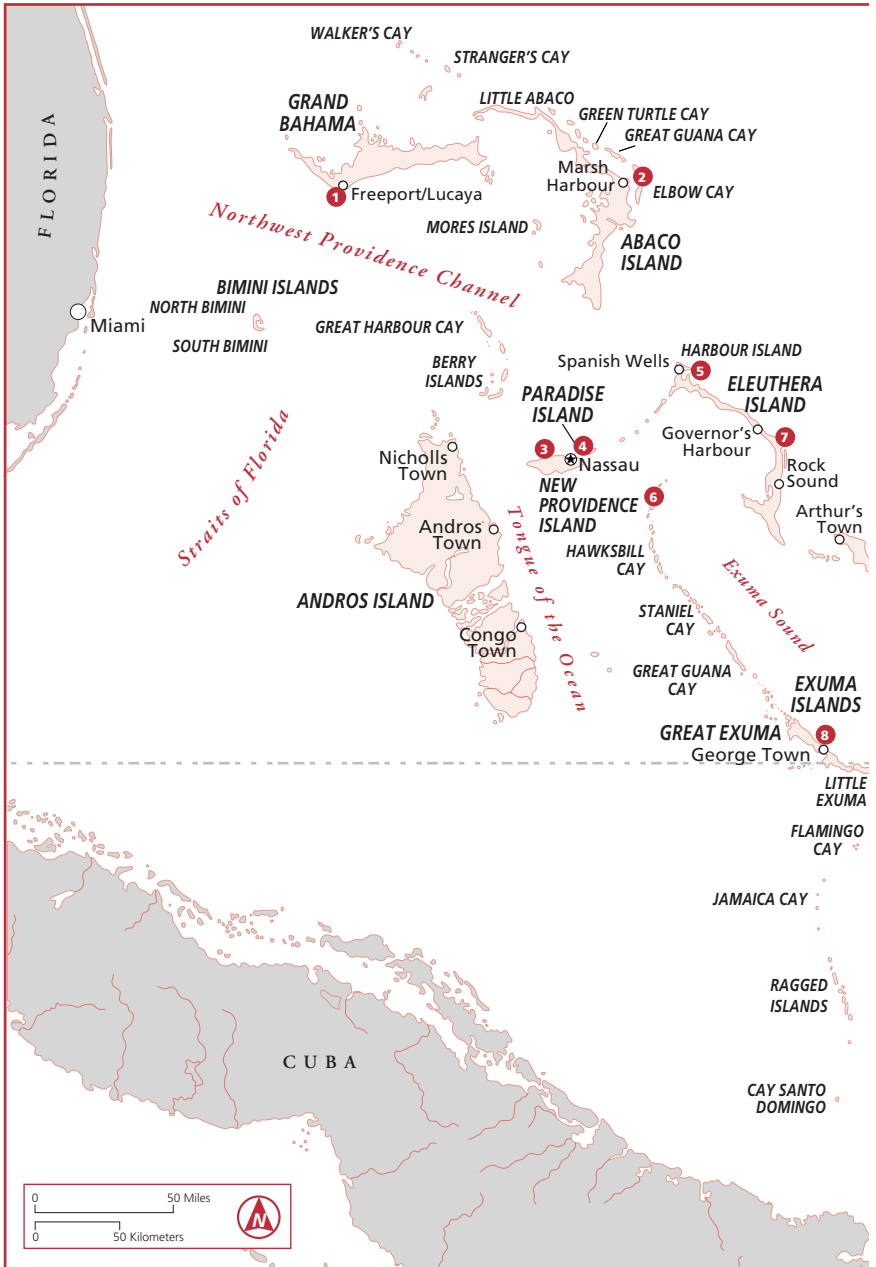 WALKER'S CAY
STRANGER'S CAY
GRAND
BAHAMA
LITTLE ABACO
GREEN TURTLE CAY
GREAT GUANA CAY
FLORIDA
Marsh
Harbour
2
ELBOW CAY
1
Freeport/Lucaya
MORES ISLAND
ABACO
ISLAND
Northwest Providence Channel
BIMINI ISLANDS
NORTH BIMINI
Miami
SOUTH BIMINI
GREAT HARBOUR CAY
BERRY
ISLANDS
Spanish Wells
HARBOUR ISLAND
5
ELEUTHERA
ISLAND
PARADISE
ISLAND
Governor's
Harbour
7
3
4
Nassau
Nicholls
Town
Rock
Sound
NEW
PROVIDENCE
ISLAND
6
Arthur's
Town
Straits of Florida
Andros
Town
Tongue of the Ocean
HAWKSBILL
CAY
Exuma Sound
ANDROS ISLAND
STANIEL
CAY
Congo
Town
GREAT GUANA
CAY
EXUMA
ISLANDS
GREAT EXUMA
8
George Town
LITTLE
EXUMA
FLAMINGO
CAY
JAMAICA CAY
RAGGED
ISLANDS
CUBA
CAY SANTO
DOMINGO
0
50 Miles
0
50 Kilometers
N